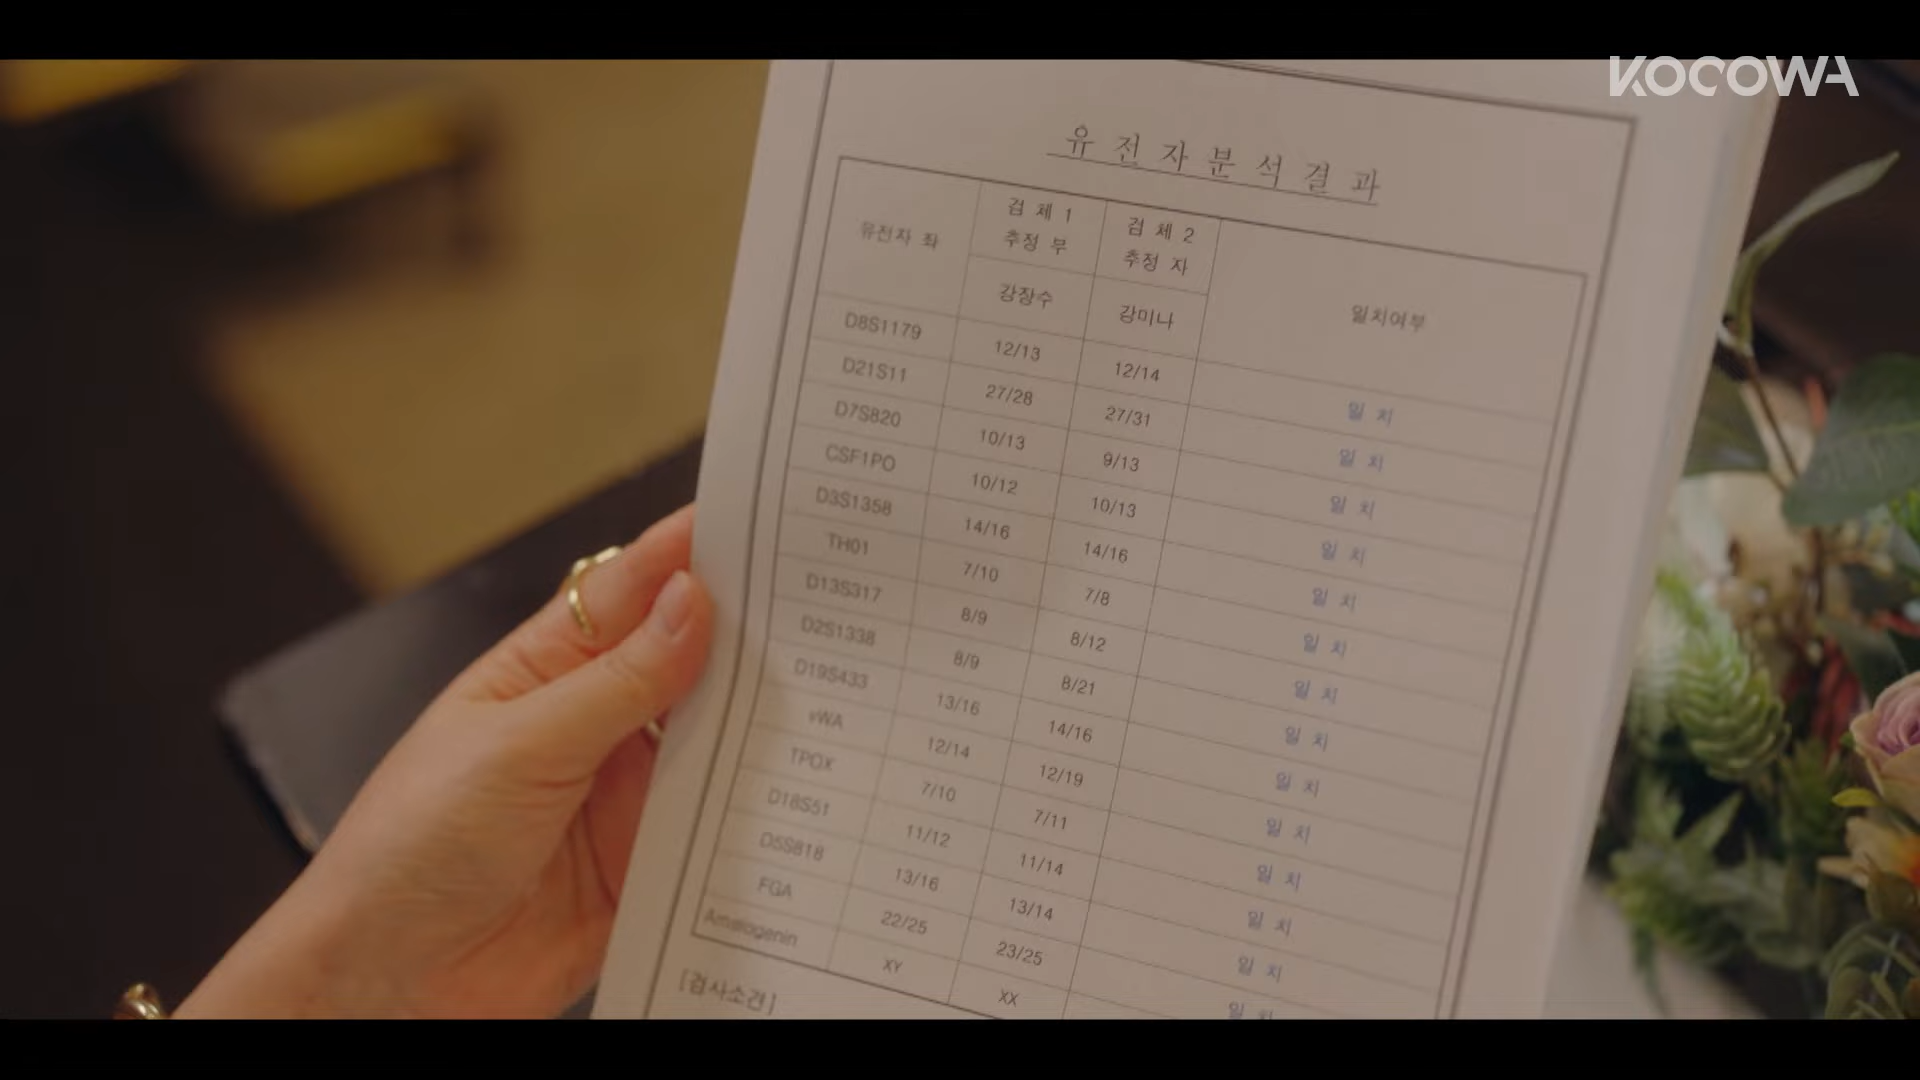 KOCOWA
유전자분석결과
유전자 좌 검 체 1 검 체 2 일치여부
추정 부 추정 자
강장수 강미나
D8S1179 12/13 12/14 일 치
D21S11 27/28 27/31 일 치
D7S820 10/13 9/13 일 치
CSF1PO 10/12 10/13 일 치
D3S1358 14/16 14/16 일 치
TH01 7/10 7/8 일 치
D13S317 8/9 8/12 일 치
D2S1338 8/9 8/21 일 치
D19S433 13/16 14/16 일 치
vWA 12/14 12/19 일 치
TPOX 7/10 7/11 일 치
D18S51 11/12 11/14 일 치
D5S818 13/16 13/14 일 치
FGA 22/25 23/25 일 치
Amelogenin XY XX
[검사소견]